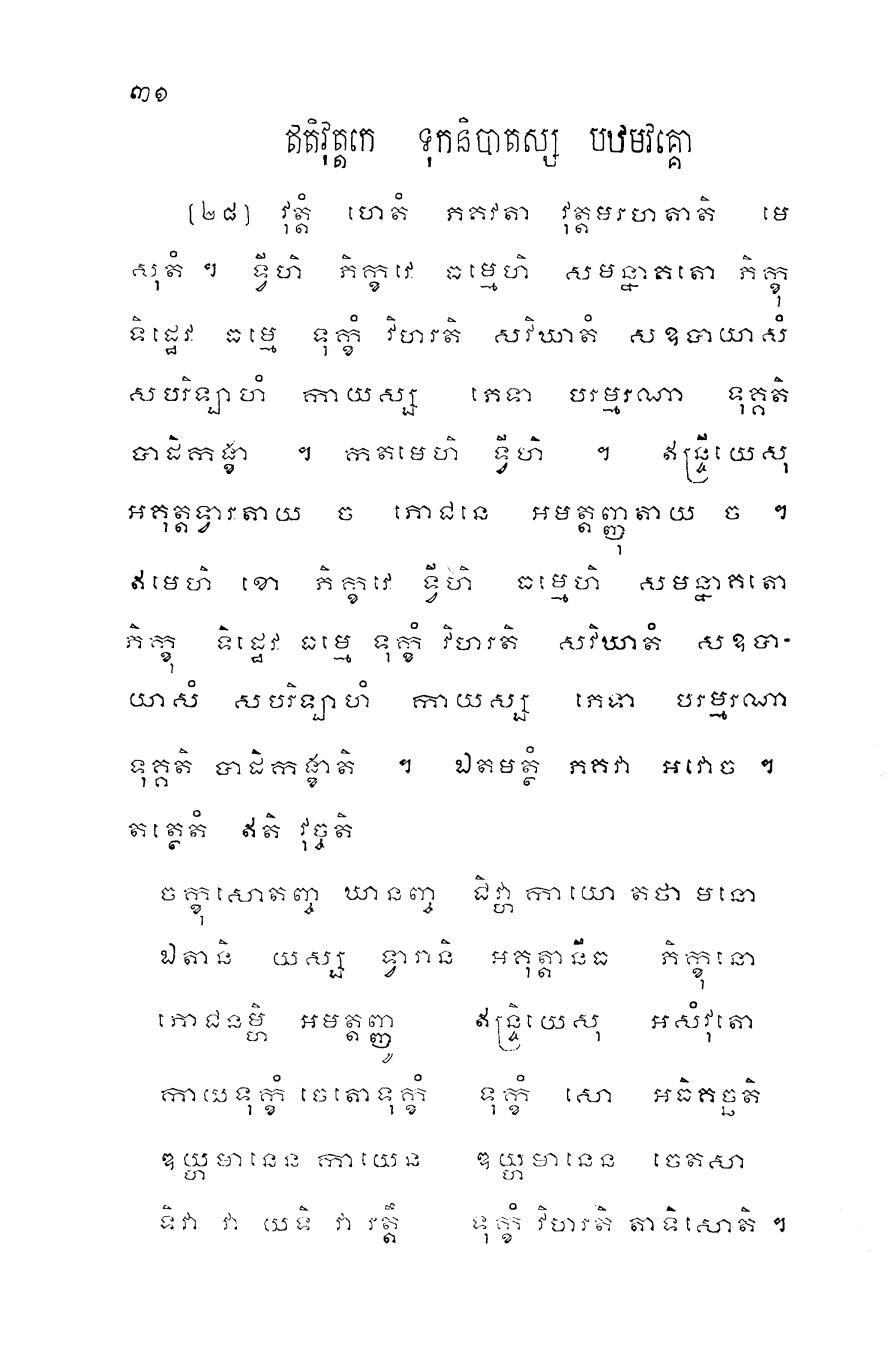 ៣១
ឥតិវុត្តកេ ទុកនិបាតស្ស បឋមវគ្គោ
(២៨) វុត្តំ ហេតំ ភគវតា វុត្តមរហតាតិ មេ
សុតំ ។ ទ្វីហិ ភិក្ខវេ ធម្មេហិ សមន្នាគតោ ភិក្ខុ
ទិដ្ឋេវ ធម្មេ ទុក្ខំ វិហរតិ សវិឃាតំ សឧបាយាសំ
សបរិឡាហំ កាយស្ស ភេទា បរម្មរណា ទុគ្គតិ
បាដិកង្ខា ។ កតមេហិ ទ្វីហិ ។ ឥន្ទ្រីយេសុ
អគុត្តទ្វារតាយ ច ភោជនេ អមត្តញ្ញុតាយ ច ។
ឥមេហិ ខោ ភិក្ខវេ ទ្វីហិ ធម្មេហិ សមន្នាគតោ
ភិក្ខុ ទិដ្ឋេវ ធម្មេ ទុក្ខំ វិហរតិ សវិឃាតំ សឧបា-
យាសំ សបរិឡាហំ កាយស្ស ភេទា បរម្មរណា
ទុគ្គតិ បាដិកង្ខាតិ ។ ឯតមត្ថំ ភគវា អវោច ។
តត្ថេតំ ឥតិ វុច្ចតិ
ចក្ខុសោតញ្ច ឃានញ្ច ជិវ្ហា កាយោ តថា មនោ
ឯតានិ យស្ស ទ្វារានិ អគុត្តានីធ ភិក្ខុនោ
ភោជនម្ហិ អមត្តញ្ញូ ឥន្ទ្រិយេសុ អសំវុតោ
កាយទុក្ខំ ចេតោទុក្ខំ ទុក្ខំ សោ អធិគច្ឆតិ
ឌយ្ហមានេន កាយេន ឌយ្ហមានេន ចេតសា
ទិវា វា យទិ វា រត្តឹ ទុក្ខំ វិហរតិ តាទិសោតិ ។